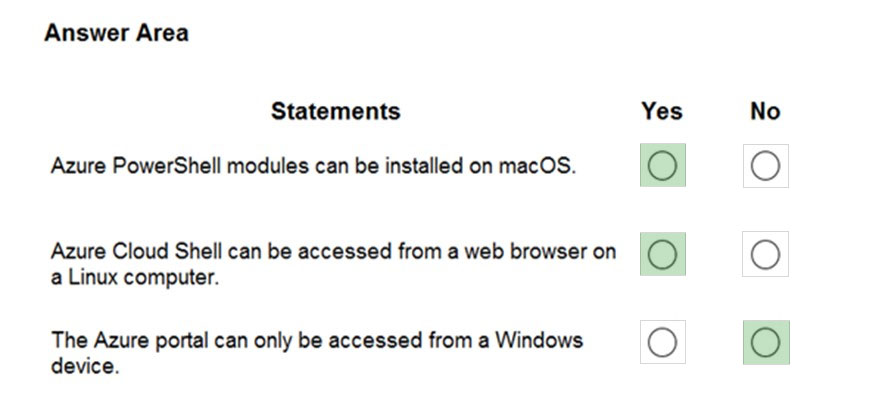 Answer Area
Statements Yes No
Azure PowerShell modules can be installed on macOS.
Azure Cloud Shell can be accessed from a web browser on
a Linux computer.
The Azure portal can only be accessed from a Windows
device.